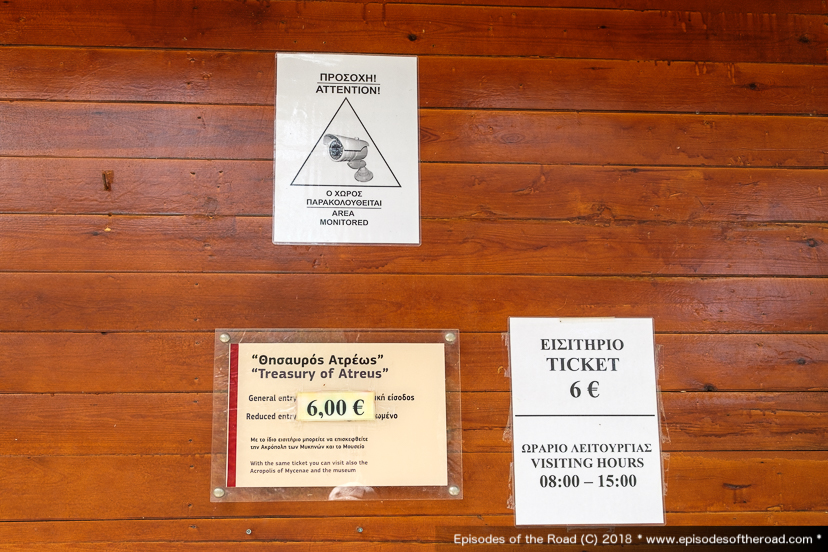 ΠΡΟΣΟΧΗ!
ATTENTION!
Ο ΧΩΡΟΣ
ΠΑΡΑΚΟΛΟΥΘΕΙΤΑΙ
AREA
MONITORED
“Θησαυρός Ατρέως”
“Treasury of Atreus”
General entry είσοδος
Reduced entry
6,00 €
Με το ίδιο εισιτήριο μπορείτε να επισκεφθείτε
την Ακρόπολη των Μυκηνών και το Μουσείο
With the same ticket you can visit also the
Acropolis of Mycenae and the museum
ΕΙΣΙΤΗΡΙΟ
TICKET
6 €
ΩΡΑΡΙΟ ΛΕΙΤΟΥΡΓΙΑΣ
VISITING HOURS
08:00 – 15:00
Episodes of the Road (C) 2018 * www.episodesoftheroad.com *